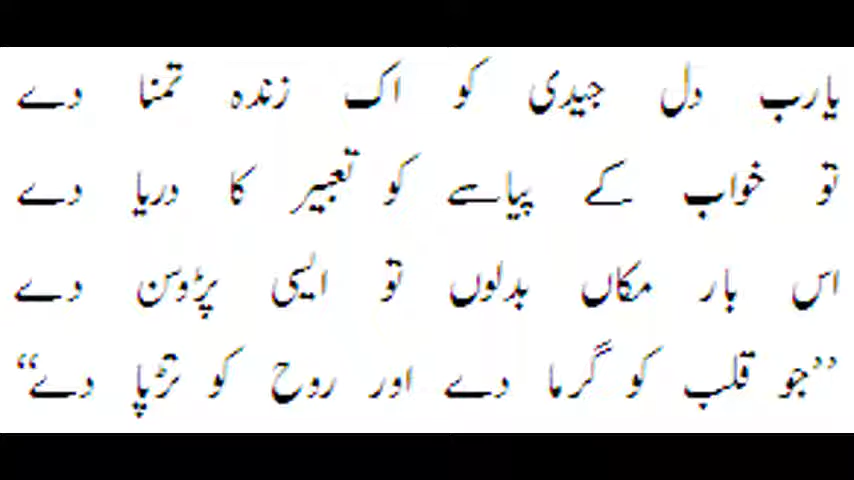 یارب دل جیدی کو اک زندہ تمنا دے
تو خواب کے پیاسے کو تعبیر کا دریا دے
اس بار مکاں بدلوں تو ایسی پڑوسن دے
”جو قلب کو گرما دے اور روح کو تڑپا دے“